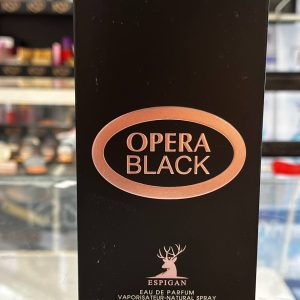 OPERA
BLACK
ESPIGAN
EAU DE PARFUM
VAPORISATEUR-NATURAL SPRAY